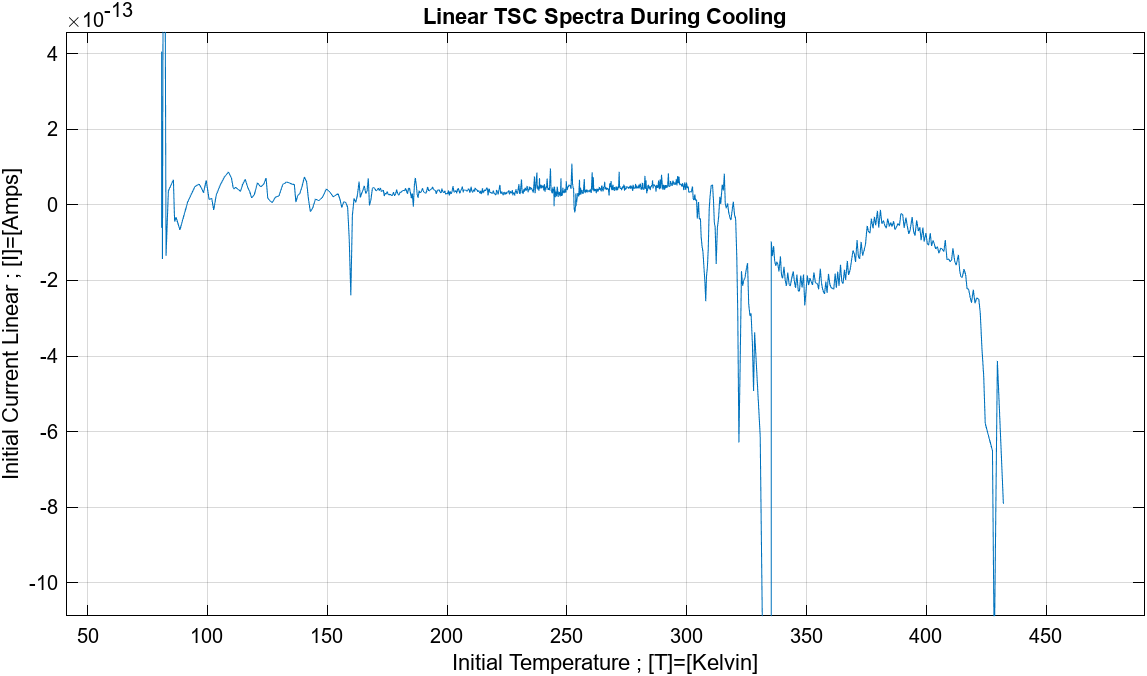 Linear TSC Spectra During Cooling
×10-13
4
2
0
-2
-4
-6
-8
-10
Initial Current Linear ; [I]=[Amps]
50 100 150 200 250 300 350 400 450
Initial Temperature ; [T]=[Kelvin]